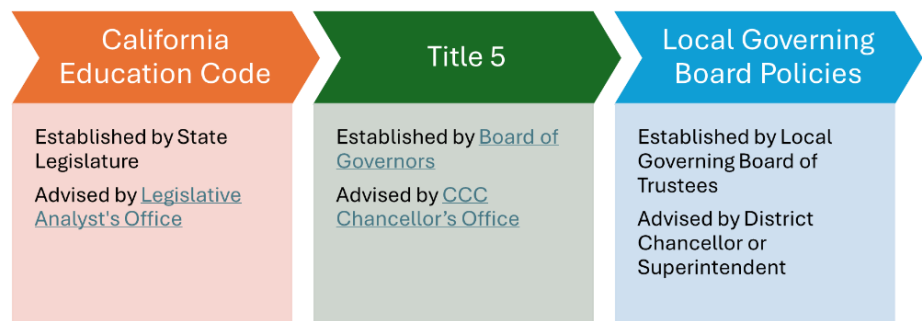 California
Education Code
Established by State
Legislature
Advised by Legislative
Analyst's Office
Title 5
Established by Board of
Governors
Advised by CCC
Chancellor’s Office
Local Governing
Board Policies
Established by Local
Governing Board of
Trustees
Advised by District
Chancellor or
Superintendent